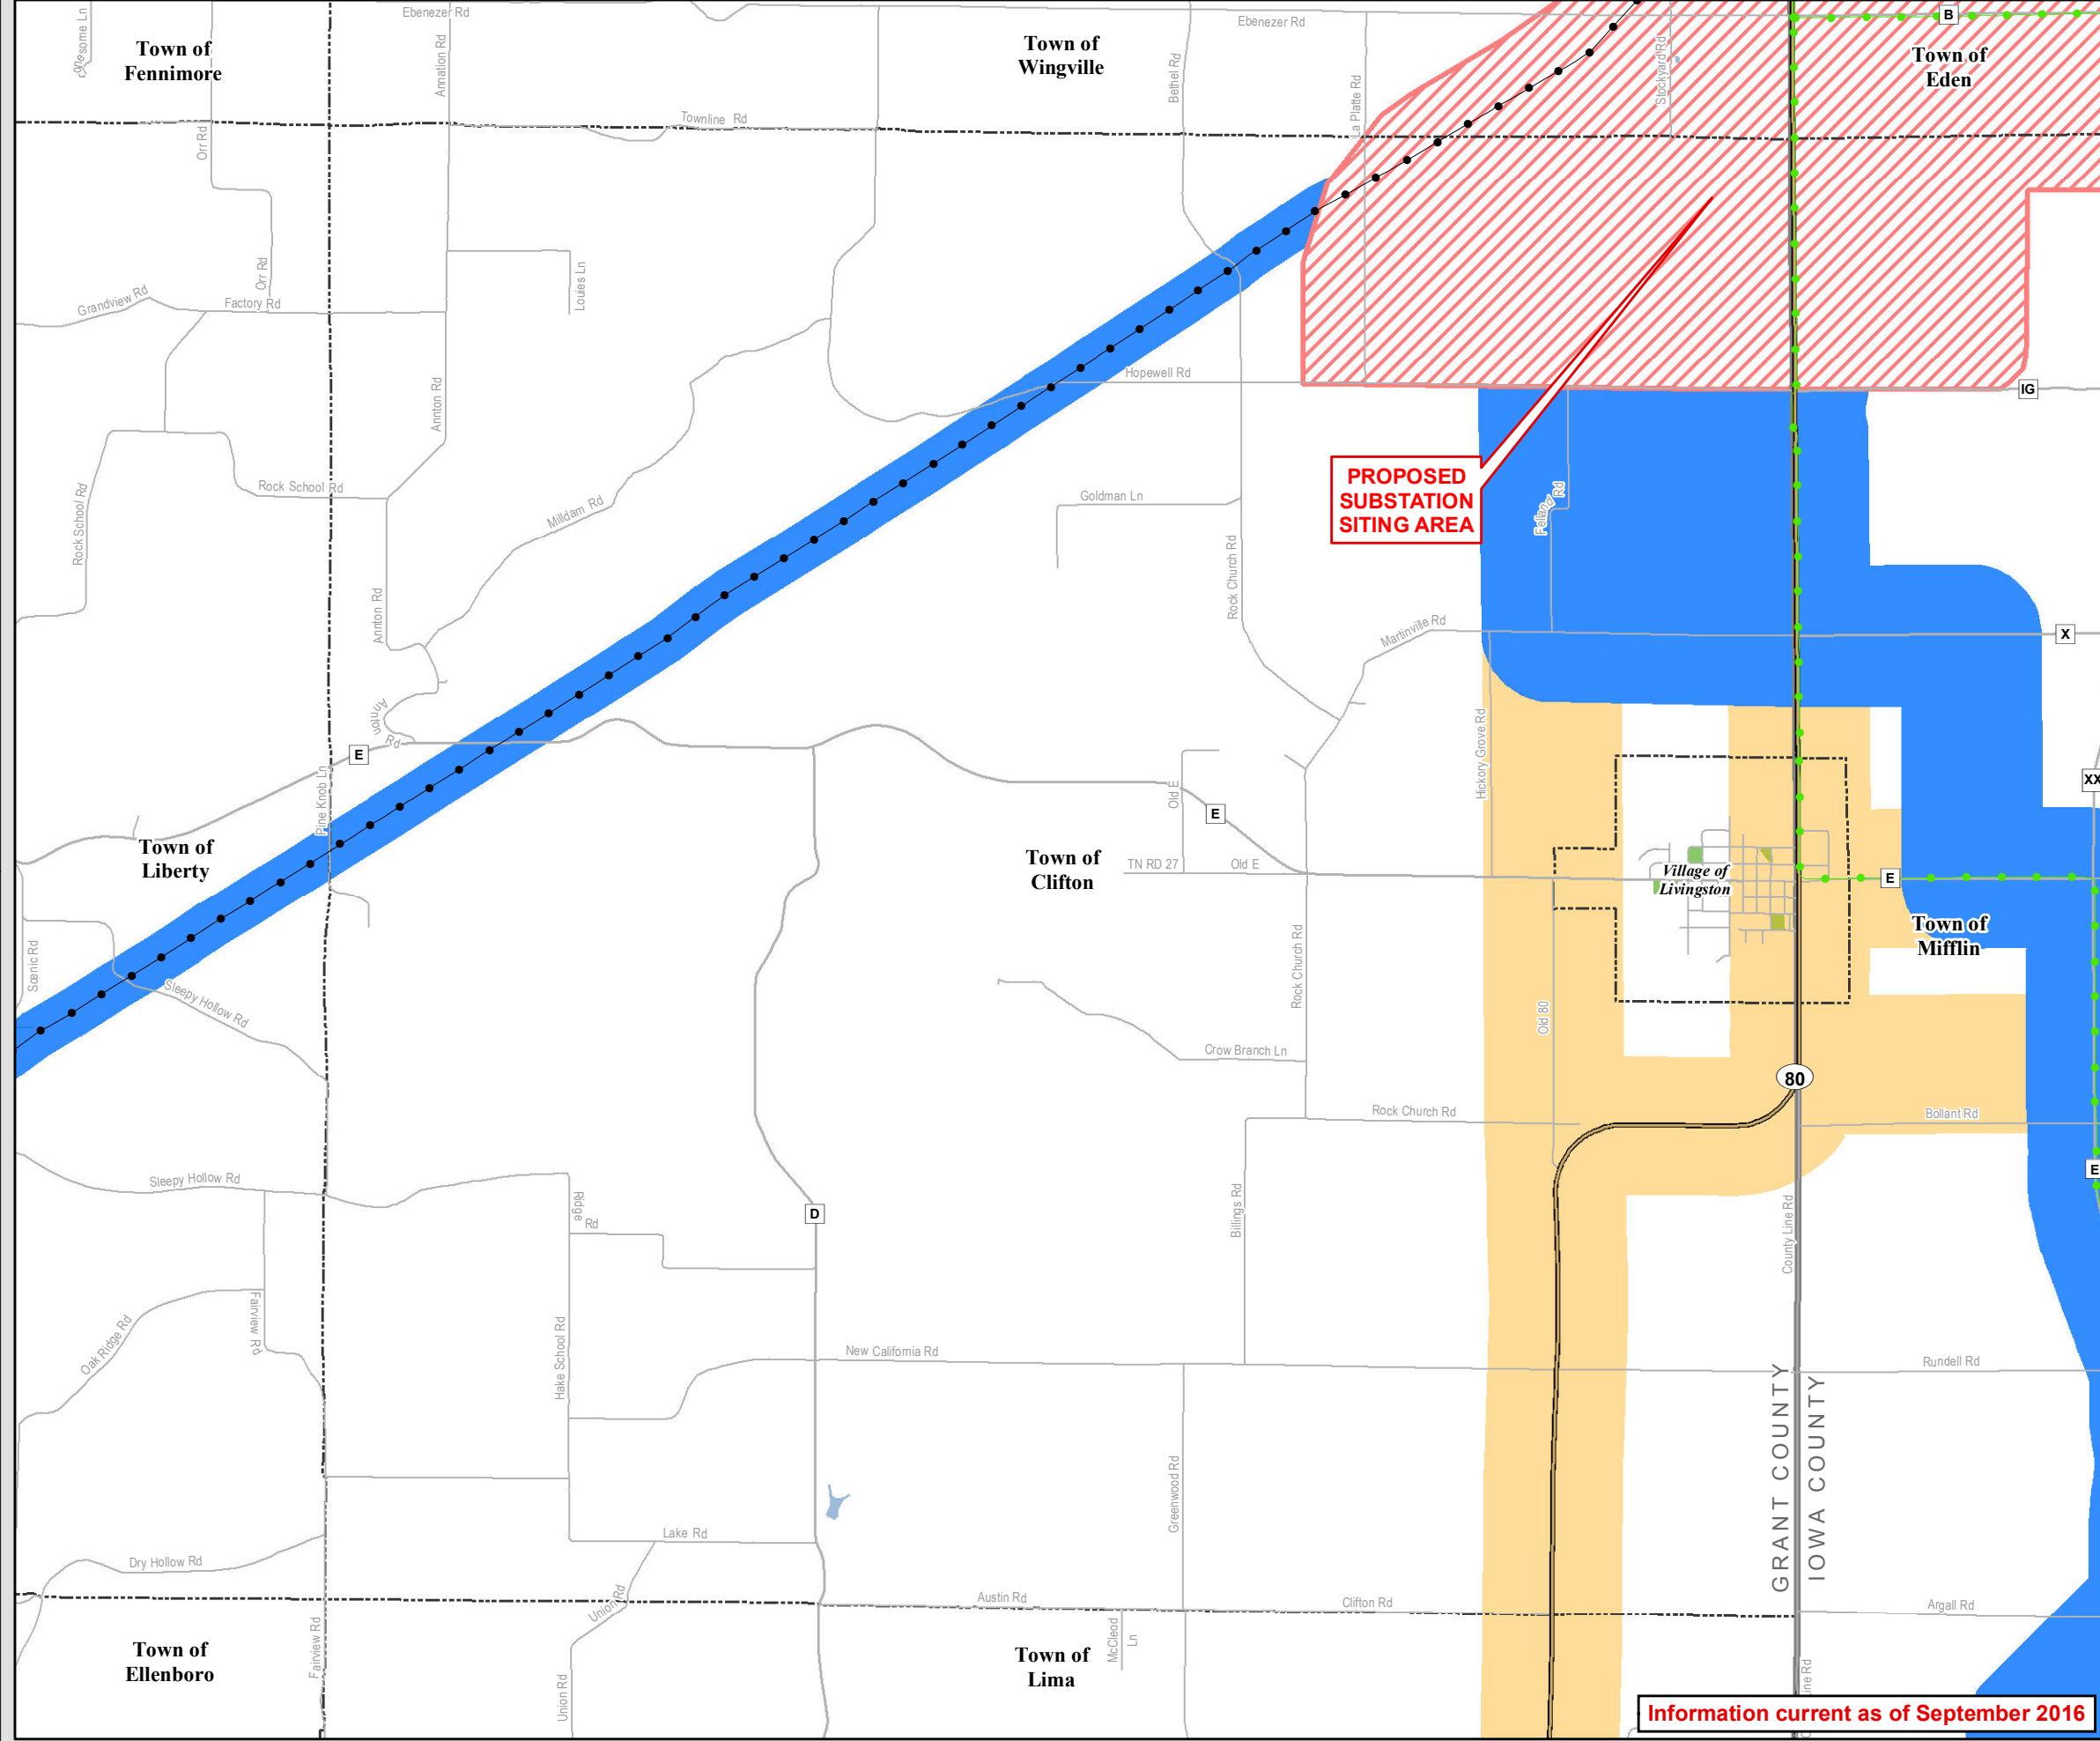 Ebenezer Rd
Ebenezer Rd
B
Town of
Fennimore
Town of
Wingville
Town of
Eden
Annation Rd
Bethel Rd
La Platte Rd
Stockyard Rd
Townline Rd
Orr Rd
Orr Rd
Louies Ln
Grandview Rd
Factory Rd
Hopewell Rd
IG
Annton Rd
PROPOSED
SUBSTATION
SITING AREA
Rock School Rd
Rock School Rd
Milldam Rd
Goldman Ln
Rd
Rock Church Rd
Annton Rd
Martinville Rd
X
Annton
Rd
E
Pine Knob Ln
Hickory Grove Rd
XX
Old E
E
Town of
Liberty
Town of
Clifton
TN RD 27
Old E
Village of
Livingston
E
Town of
Mifflin
Scenic Rd
Sleepy Hollow Rd
Rock Church Rd
Old 80
Crow Branch Ln
80
Rock Church Rd
Bollant Rd
Sleepy Hollow Rd
Ridge
Rd
D
Billings Rd
County Line Rd
E
Oak Ridge Rd
Fairview Rd
Hake School Rd
New California Rd
Rundell Rd
GRANT COUNTY
IOWA COUNTY
Greenwood Rd
Lake Rd
Dry Hollow Rd
Union Rd
Austin Rd
Clifton Rd
Argall Rd
Town of
Ellenboro
Fairview Rd
Union Rd
Town of
Lima
McCleod
Ln
Information current as of September 2016